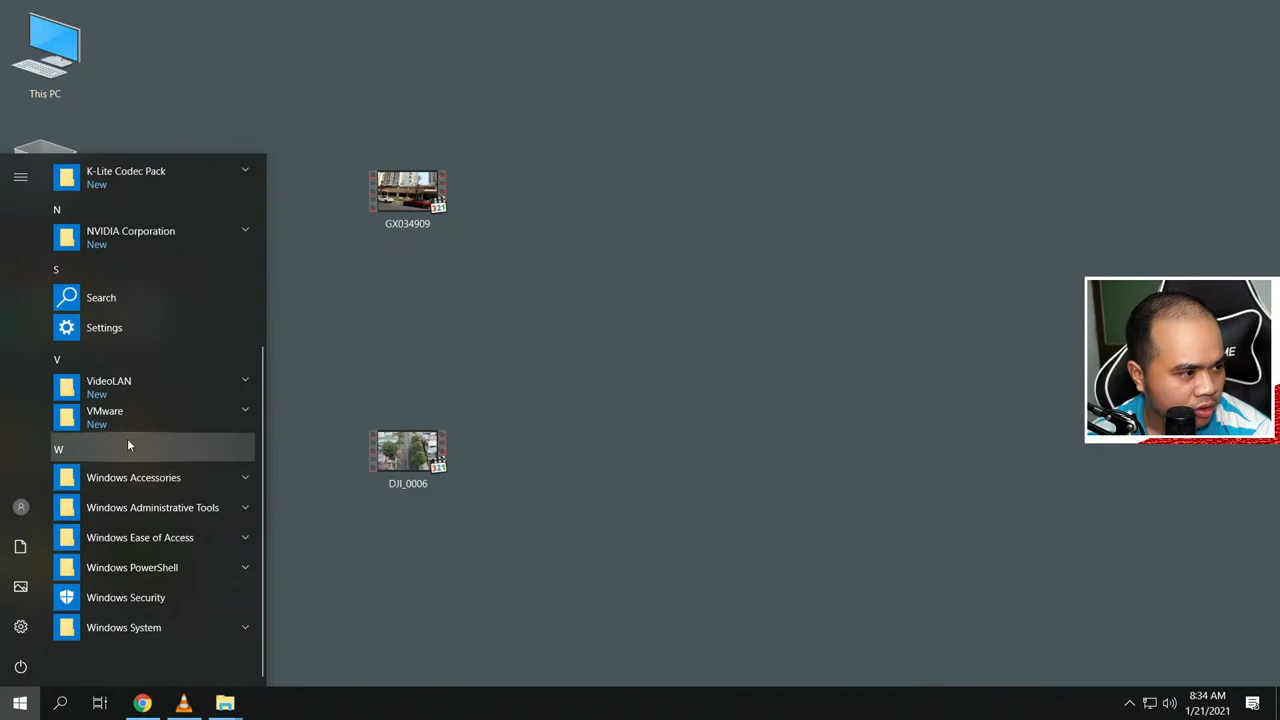 This PC
K-Lite Codec Pack
New
N
NVIDIA Corporation
New
S
Search
Settings
V
VideoLAN
New
VMware
New
W
Windows Accessories
Windows Administrative Tools
Windows Ease of Access
Windows PowerShell
Windows Security
Windows System
GX034909
321
DJI_0006
321
8:34 AM
1/21/2021